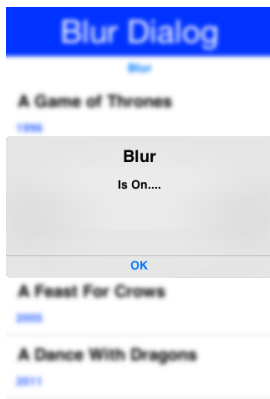 Blur Dialog
Blur
A Game of Thrones
1996
Blur
Is On....
OK
A Feast For Crows
2005
A Dance With Dragons
2011